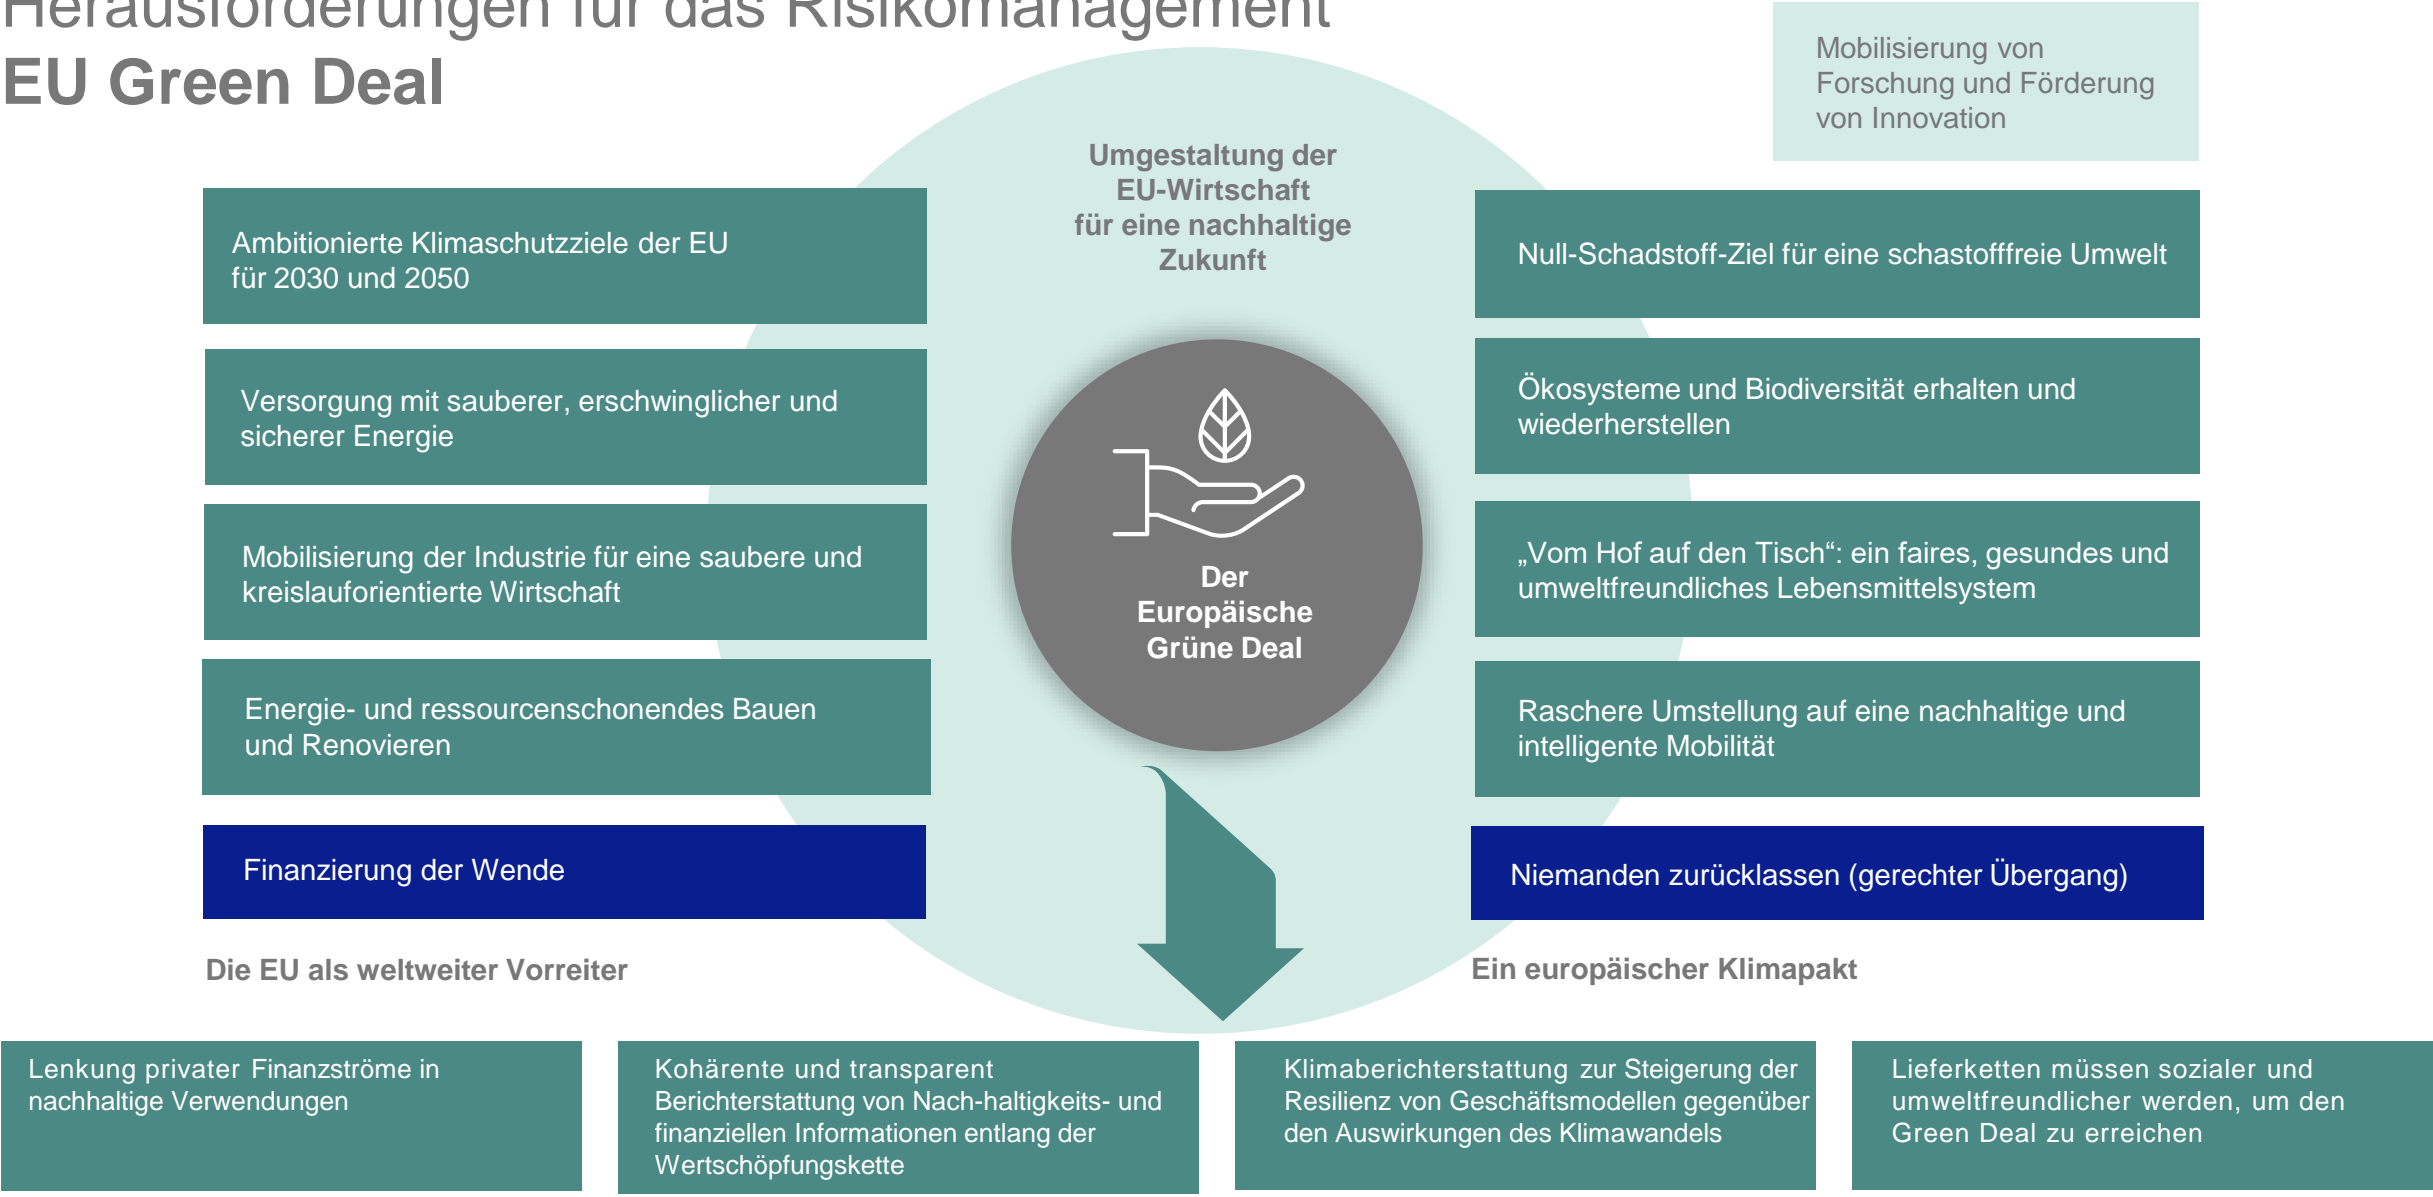 Herausforderungen für das Risikomanagement
EU Green Deal
Mobilisierung von
Forschung und Förderung
von Innovation
Umgestaltung der
EU-Wirtschaft
für eine nachhaltige
Zukunft
Ambitionierte Klimaschutzziele der EU
für 2030 und 2050
Versorgung mit sauberer, erschwinglicher und
sicherer Energie
Mobilisierung der Industrie für eine saubere und
kreislauforientierte Wirtschaft
Energie- und ressourcenschonendes Bauen
und Renovieren
Finanzierung der Wende
Die EU als weltweiter Vorreiter
Der
Europäische
Grüne Deal
Null-Schadstoff-Ziel für eine schastofffreie Umwelt
Ökosysteme und Biodiversität erhalten und
wiederherstellen
„Vom Hof auf den Tisch“: ein faires, gesundes und
umweltfreundliches Lebensmittelsystem
Raschere Umstellung auf eine nachhaltige und
intelligente Mobilität
Niemanden zurücklassen (gerechter Übergang)
Ein europäischer Klimapakt
Lenkung privater Finanzströme in
nachhaltige Verwendungen
Kohärente und transparent
Berichterstattung von Nach-haltigkeits- und
finanziellen Informationen entlang der
Wertschöpfungskette
Klimaberichterstattung zur Steigerung der
Resilienz von Geschäftsmodellen gegenüber
den Auswirkungen des Klimawandels
Lieferketten müssen sozialer und
umweltfreundlicher werden, um den
Green Deal zu erreichen